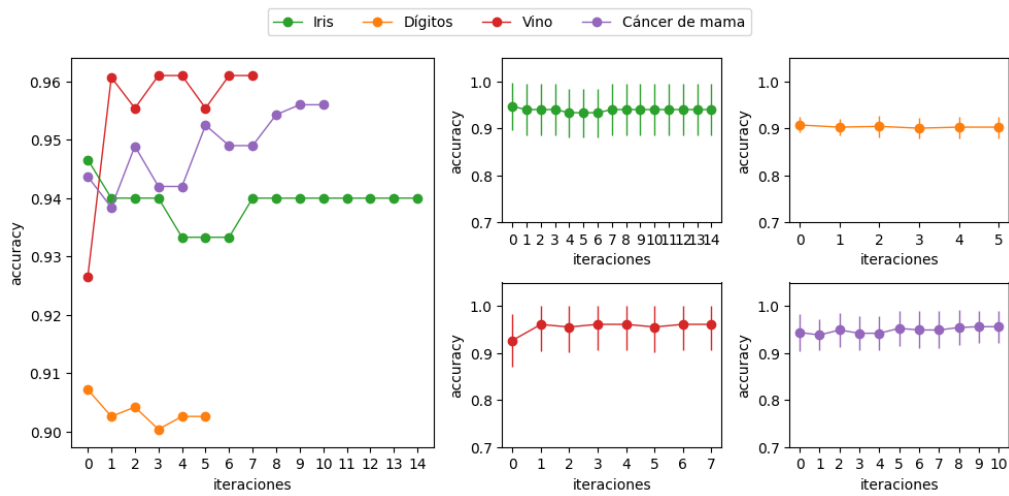 Iris Dígitos Vino Cáncer de mama
0.96
0.95
0.94
0.93
0.92
0.91
0.90
accuracy
0 1 2 3 4 5 6 7 8 9 10 11 12 13 14
iteraciones
1.0
0.9
0.8
0.7
accuracy
0 1 2 3 4 5 6 7 8 9 10 11 12 13 14
iteraciones
1.0
0.9
0.8
0.7
accuracy
0 1 2 3 4 5
iteraciones
1.0
0.9
0.8
0.7
accuracy
0 1 2 3 4 5 6 7
iteraciones
1.0
0.9
0.8
0.7
accuracy
0 1 2 3 4 5 6 7 8 9 10
iteraciones